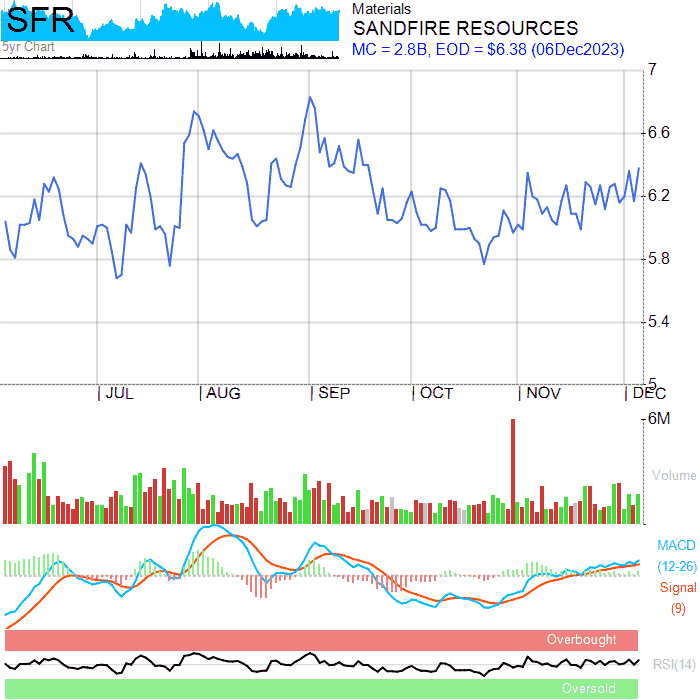 SFR
5yr Chart
Materials
SANDFIRE RESOURCES
MC = 2.8B, EOD = $6.38 (06Dec2023)
7
6.6
6.2
5.8
5.4
5
JUL AUG SEP OCT NOV DEC
6M
Volume
MACD
(12-26)
Signal
(9)
Overbought
RSI(14)
Oversold